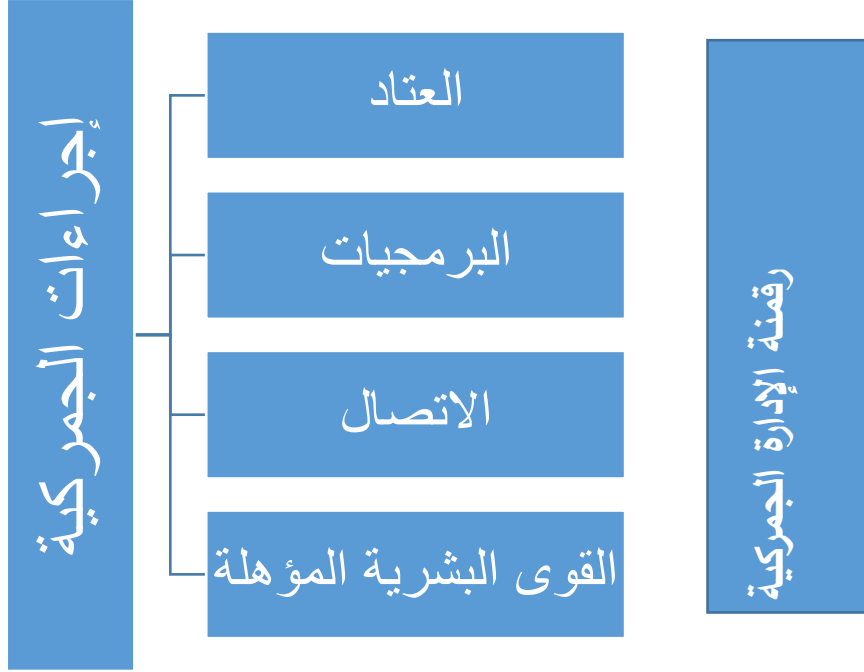 رقمنة الإدارة الجمركية
العتاد
البرمجيات
الاتصال
القوى البشرية المؤهلة
إجراءات الجمركية